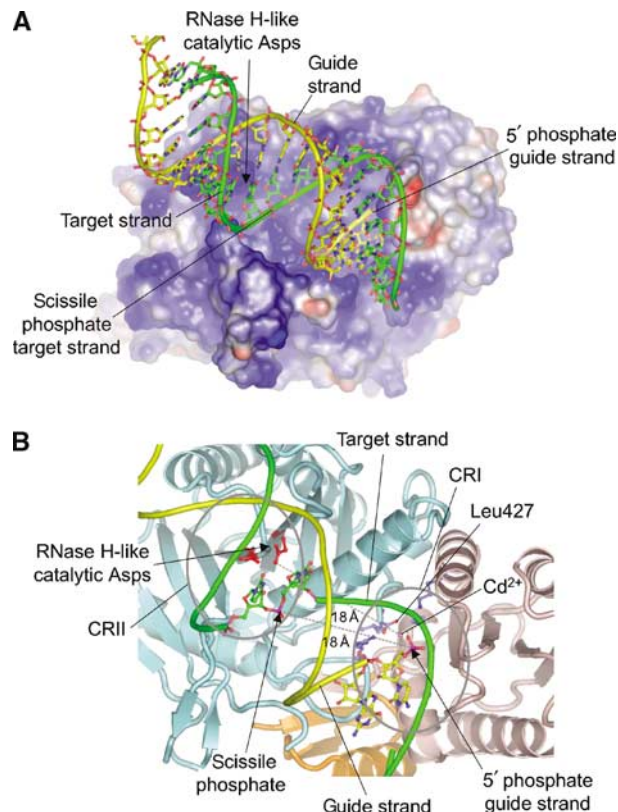 A
RNase H-like
catalytic Asps
Guide
strand
5′ phosphate
guide strand
Target strand
Scissile
phosphate
target strand
B
Target strand
CRI
Leu427
Cd2+
RNase H-like
catalytic Asps
CRII
18 Å
18 Å
Scissile
phosphate
Guide strand
5′ phosphate
guide strand